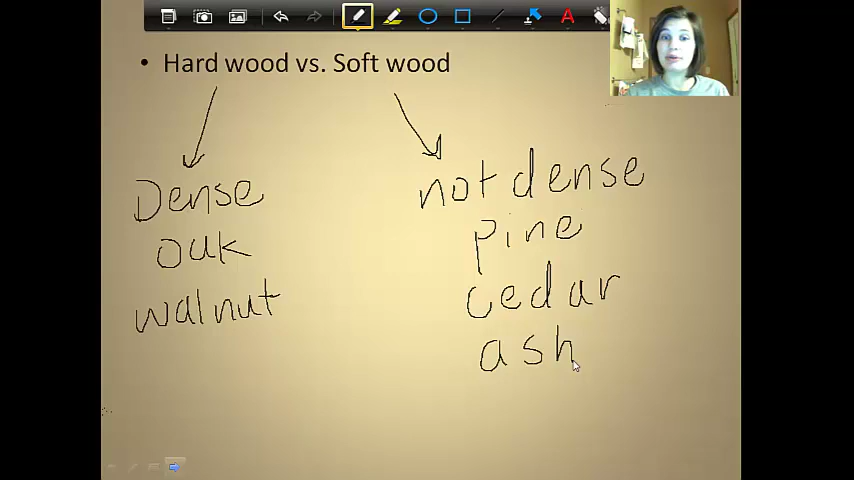 • Hard wood vs. Soft wood
Dense
oak
walnut
not dense
pine
cedar
ash